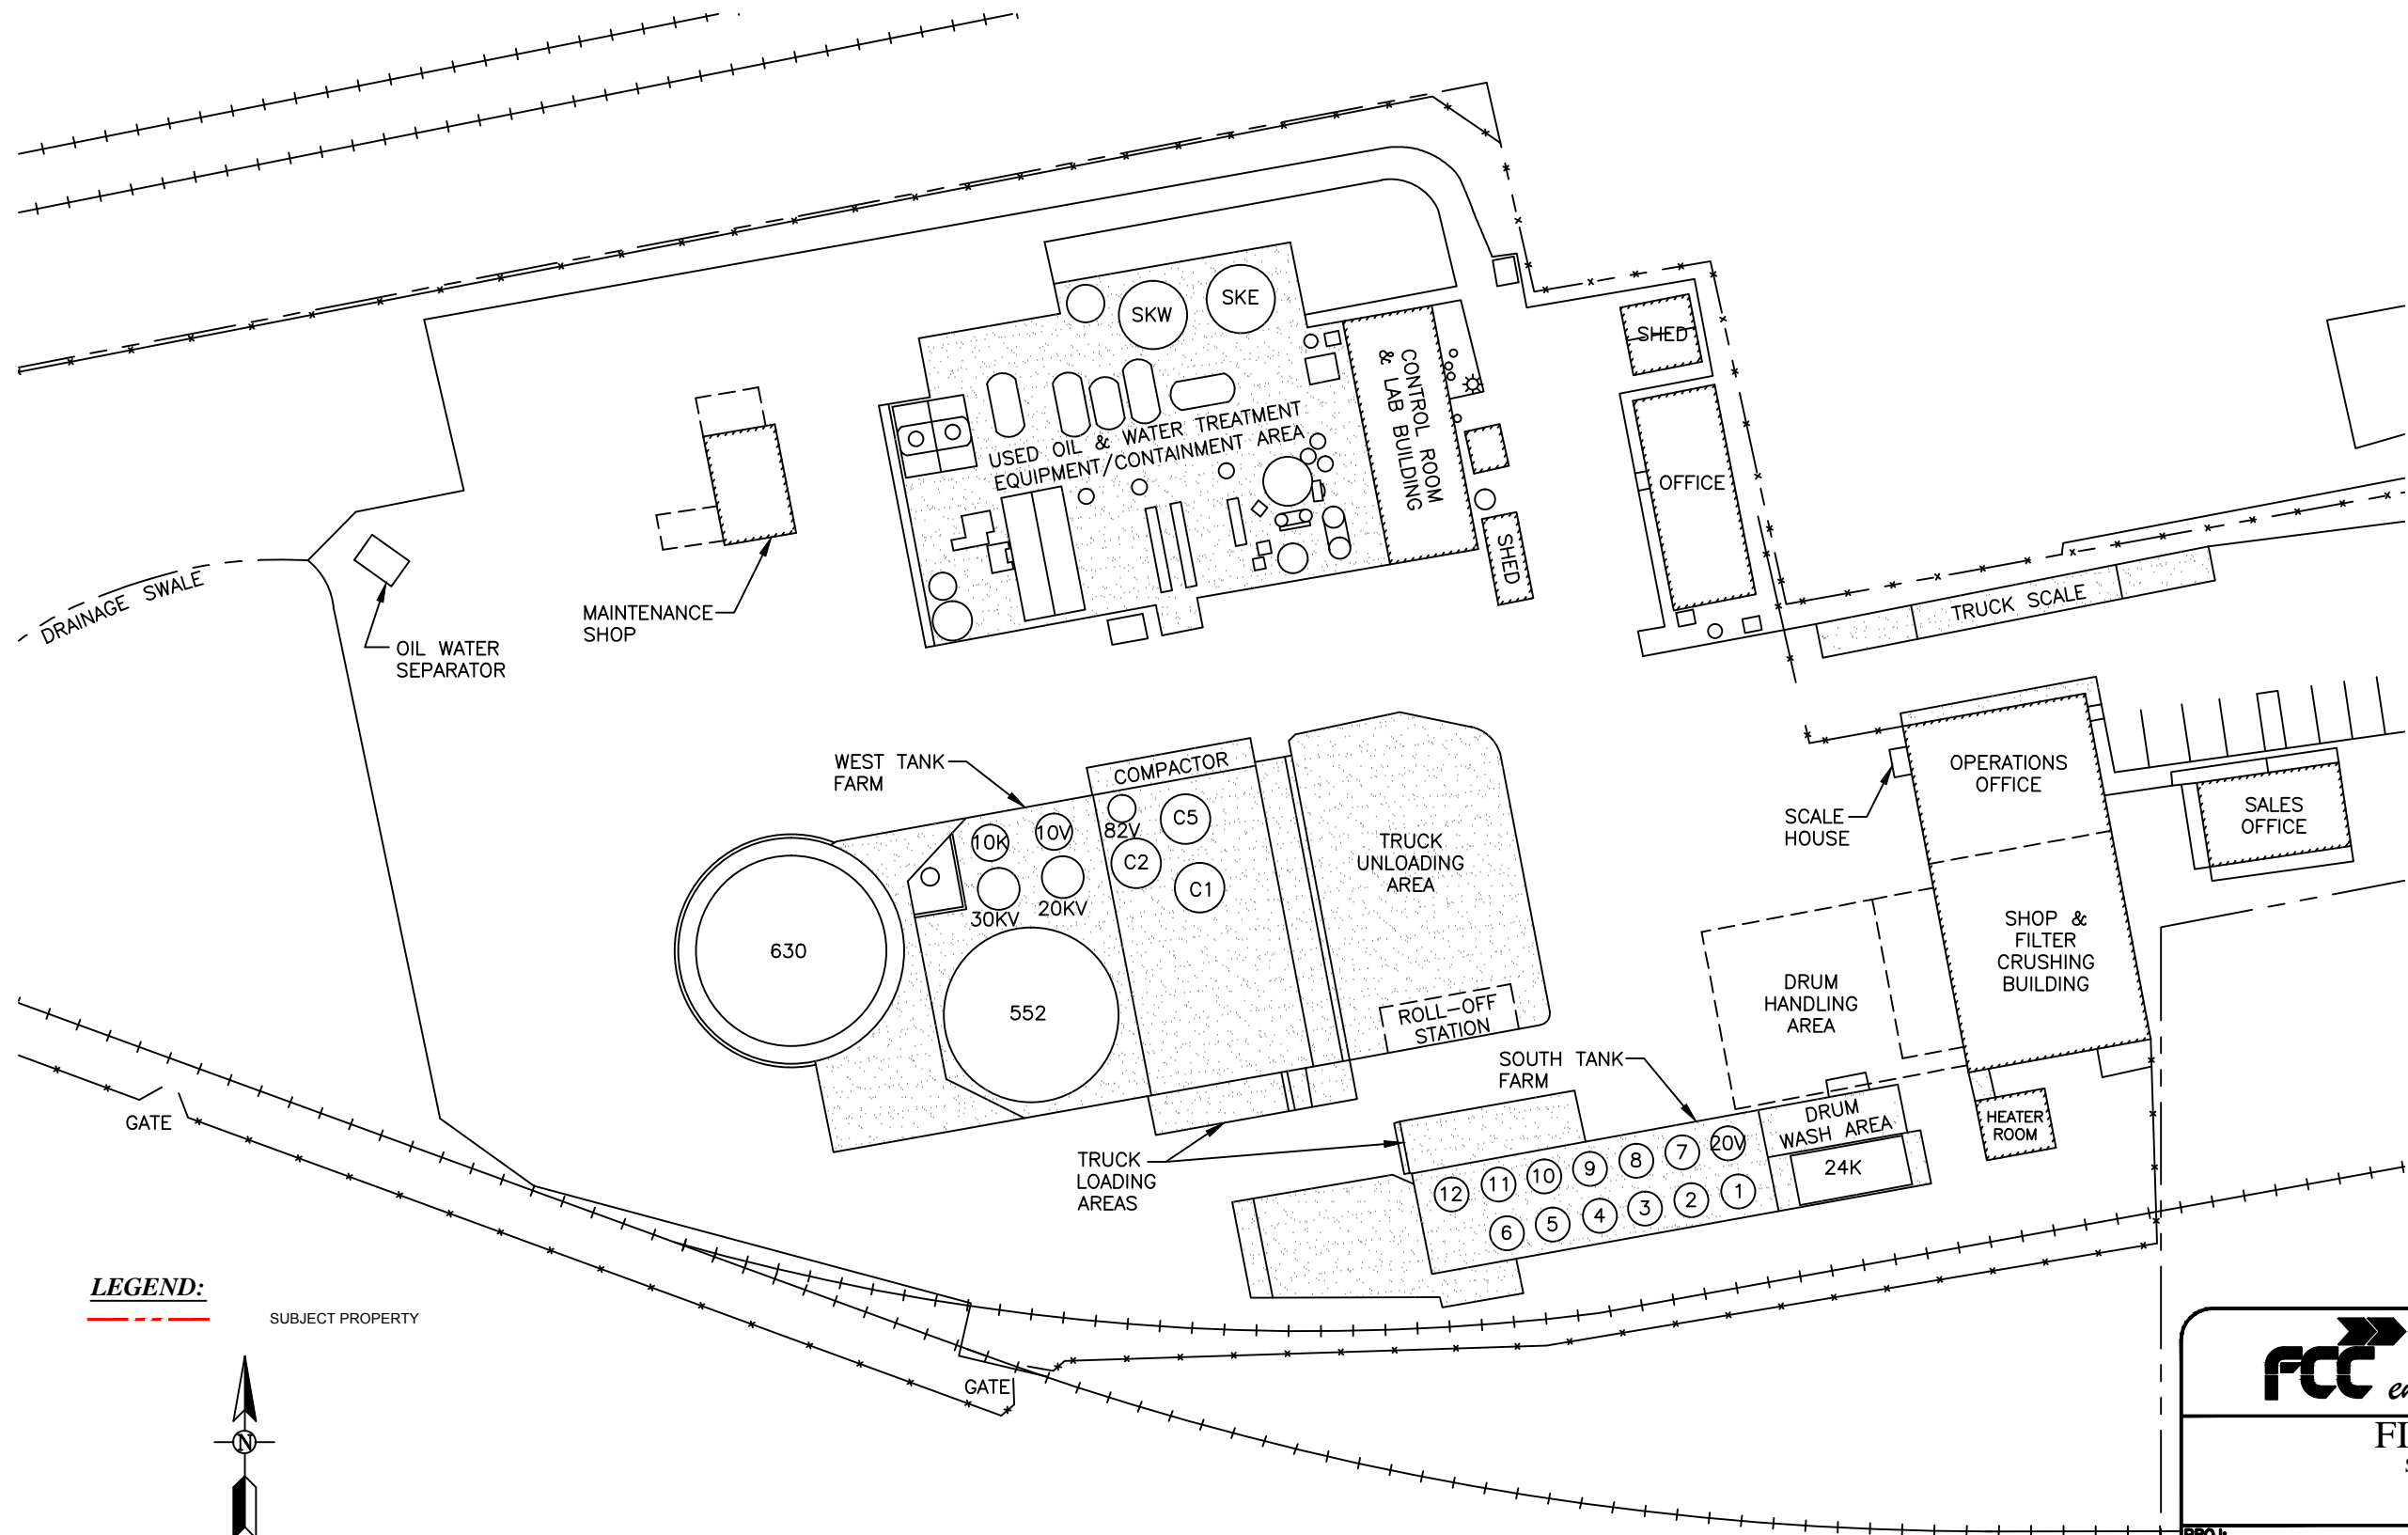 SKW
SKE
SHED
CONTROL ROOM
& LAB BUILDING
USED OIL & WATER TREATMENT
EQUIPMENT/CONTAINMENT AREA
OFFICE
SHED
DRAINAGE SWALE
MAINTENANCE
SHOP
TRUCK SCALE
OIL WATER
SEPARATOR
WEST TANK
FARM
COMPACTOR
OPERATIONS
OFFICE
SCALE
HOUSE
SALES
OFFICE
10K
10V
82V
C5
C2
C1
30KV
20KV
TRUCK
UNLOADING
AREA
630
552
SHOP &
FILTER
CRUSHING
BUILDING
DRUM
HANDLING
AREA
ROLL-OFF
STATION
SOUTH TANK
FARM
GATE
DRUM
WASH AREA
HEATER
ROOM
TRUCK
LOADING
AREAS
12
11
10
9
8
7
20V
24K
6
5
4
3
2
1
LEGEND:
SUBJECT PROPERTY
GATE
N
FCC